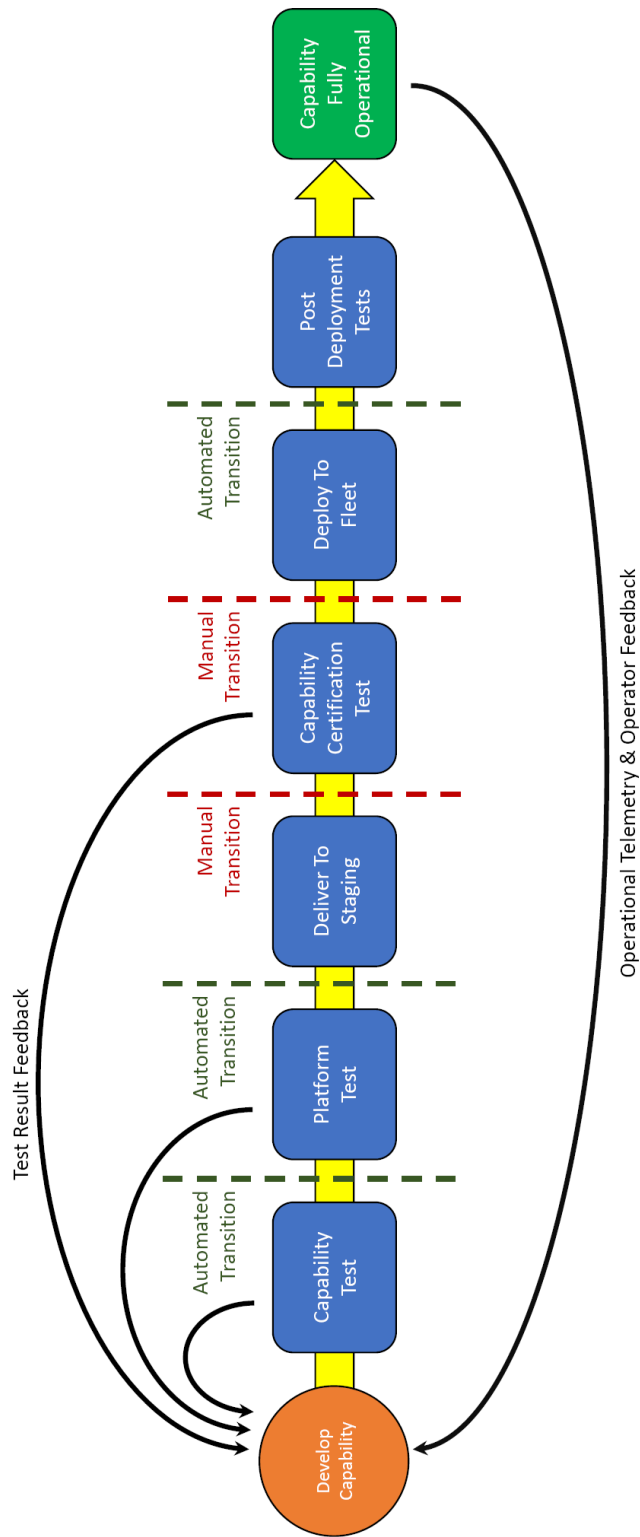 Test Result Feedback
Automated
Transition
Automated
Transition
Manual
Transition
Manual
Transition
Automated
Transition
Develop
Capability
Capability
Test
Platform
Test
Deliver To
Staging
Capability
Certification
Test
Deploy To
Fleet
Post
Deployment
Tests
Capability
Fully
Operational
Operational Telemetry & Operator Feedback